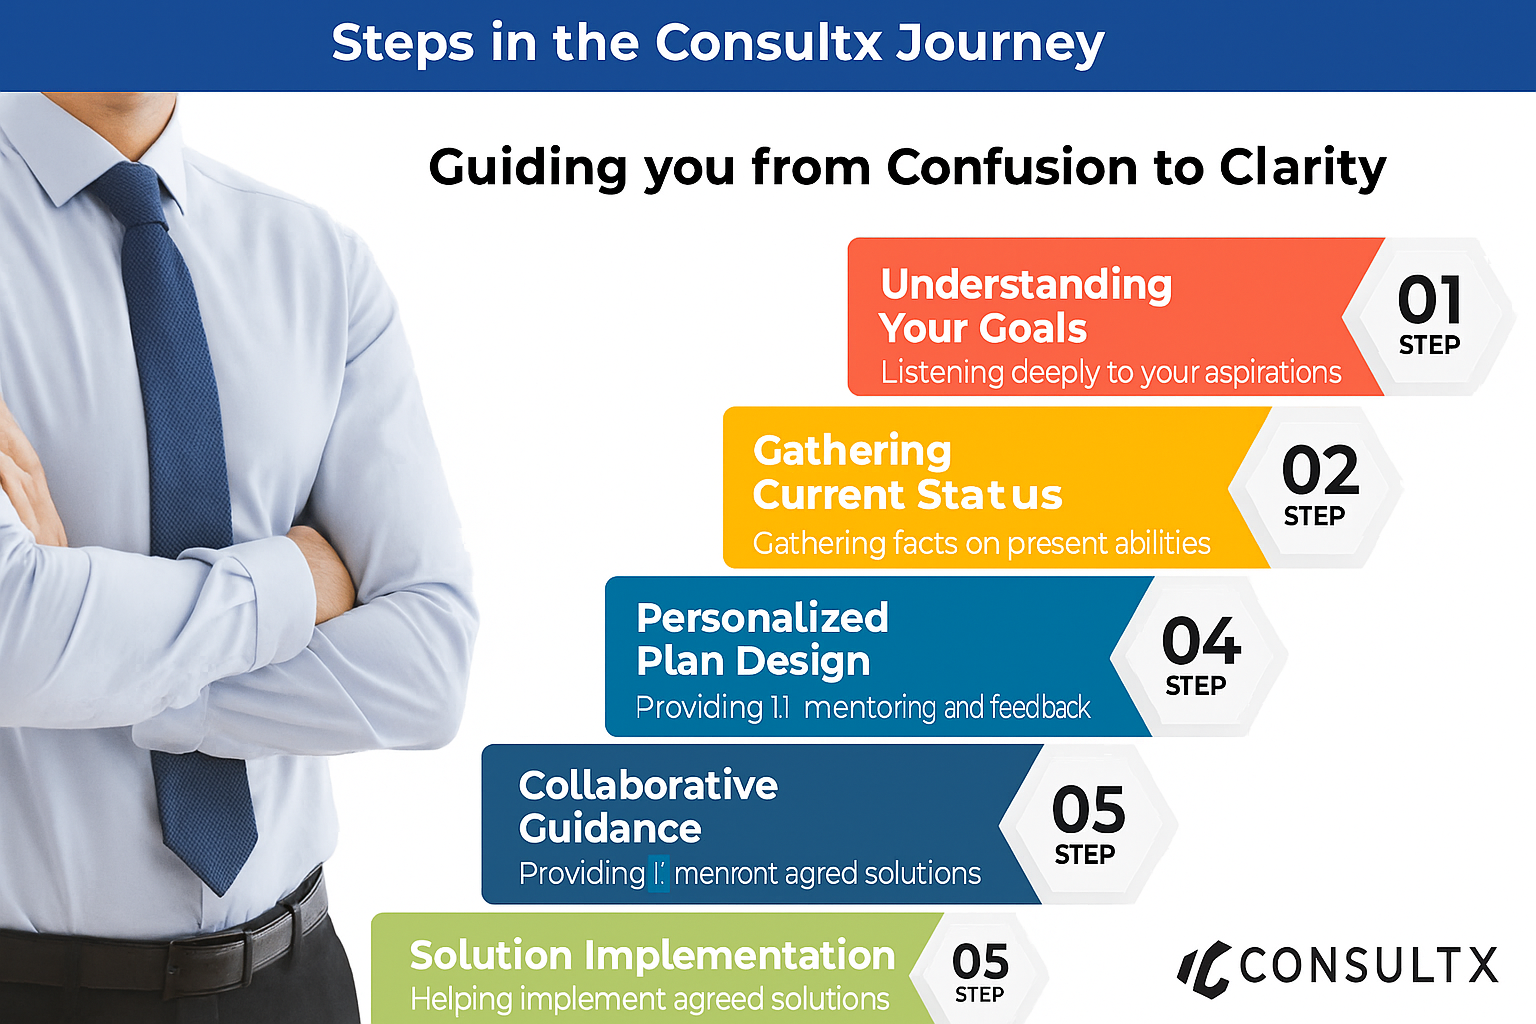 Steps in the Consultx Journey
Guiding you from Confusion to Clarity
Understanding
Your Goals
Listening deeply to your aspirations
01
STEP
Gathering
Current Status
Gathering facts on present abilities
02
STEP
Personalized
Plan Design
Providing 1.1 mentoring and feedback
04
STEP
Collaborative
Guidance
Providing menront agred solutions
05
STEP
Solution Implementation
Helping implement agreed solutions
05
STEP
CONSULTX